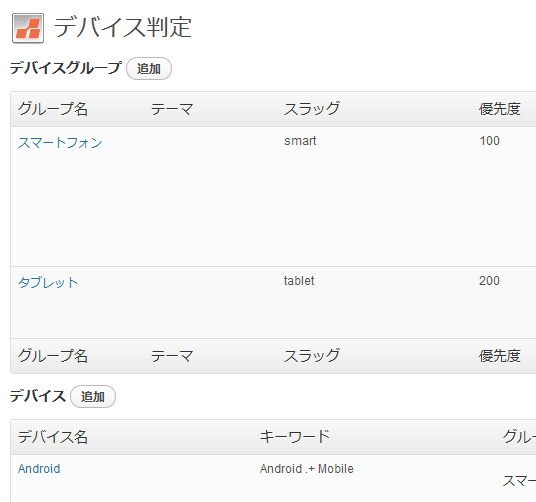 デバイス判定
デバイスグループ 追加
グループ名 テーマ スラッグ 優先度
スマートフォン smart 100
タブレット tablet 200
グループ名 テーマ スラッグ 優先度
デバイス 追加
デバイス名 キーワード グルー
Android Android .+ Mobile
スマー